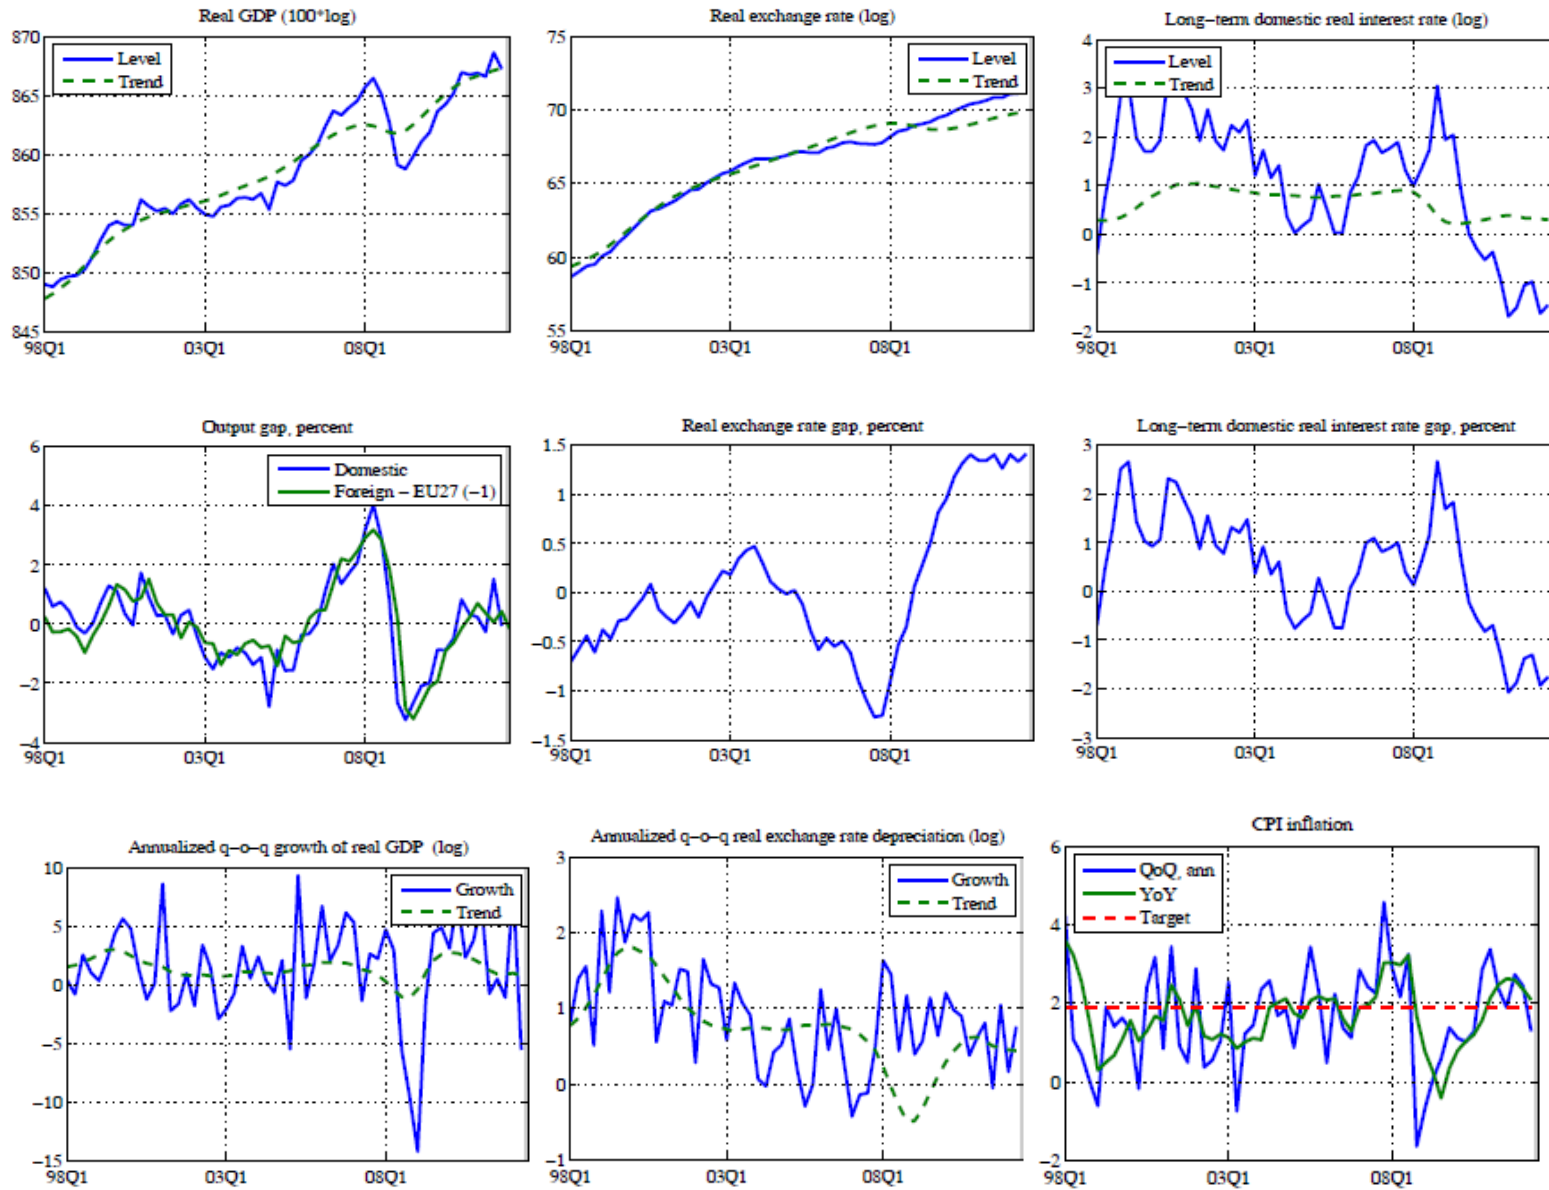 Real GDP (100*log)
870
865
860
855
850
845
98Q1
03Q1
08Q1
Level
Trend
Real exchange rate (log)
75
70
65
60
55
98Q1
03Q1
08Q1
Level
Trend
Long-term domestic real interest rate (log)
4
3
2
1
0
-1
-2
98Q1
03Q1
08Q1
Level
Trend
Output gap, percent
6
4
2
0
-2
-4
98Q1
03Q1
08Q1
Domestic
Foreign - EU27 (-1)
Real exchange rate gap, percent
1.5
1
0.5
0
-0.5
-1
-1.5
98Q1
03Q1
08Q1
Long-term domestic real interest rate gap, percent
3
2
1
0
-1
-2
-3
98Q1
03Q1
08Q1
Annualized q-o-q growth of real GDP (log)
10
5
0
-5
-10
-15
98Q1
03Q1
08Q1
Growth
Trend
Annualized q-o-q real exchange rate depreciation (log)
3
2
1
0
-1
98Q1
03Q1
08Q1
Growth
Trend
CPI inflation
6
4
2
0
-2
98Q1
03Q1
08Q1
QoQ, ann
YoY
Target